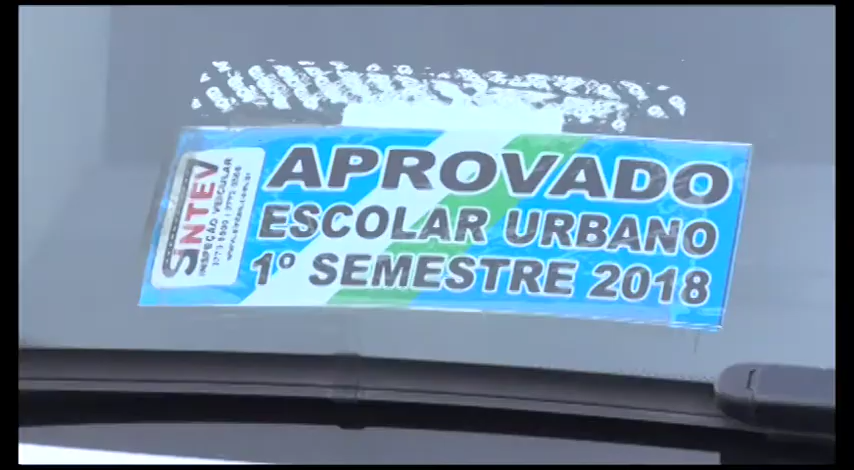 APROVADO
ESCOLAR URBANO
1º SEMESTRE 2018
SINTEV
INSPEÇÃO VEICULAR